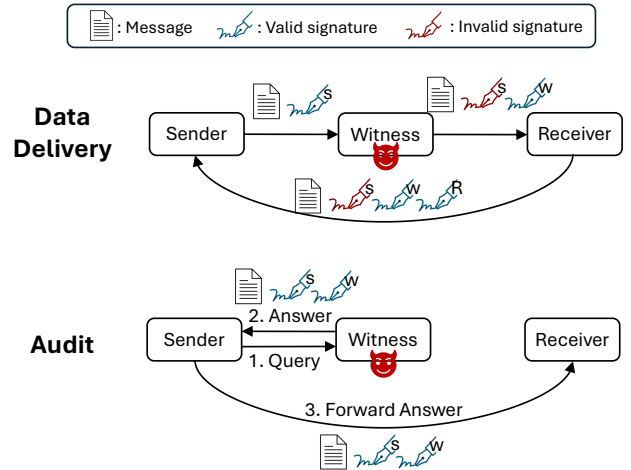 : Message : Valid signature : Invalid signature
s s w
Data Delivery
Sender Witness Receiver
s w R
s w
2. Answer
Audit
Sender Witness Receiver
1. Query
3. Forward Answer
s w